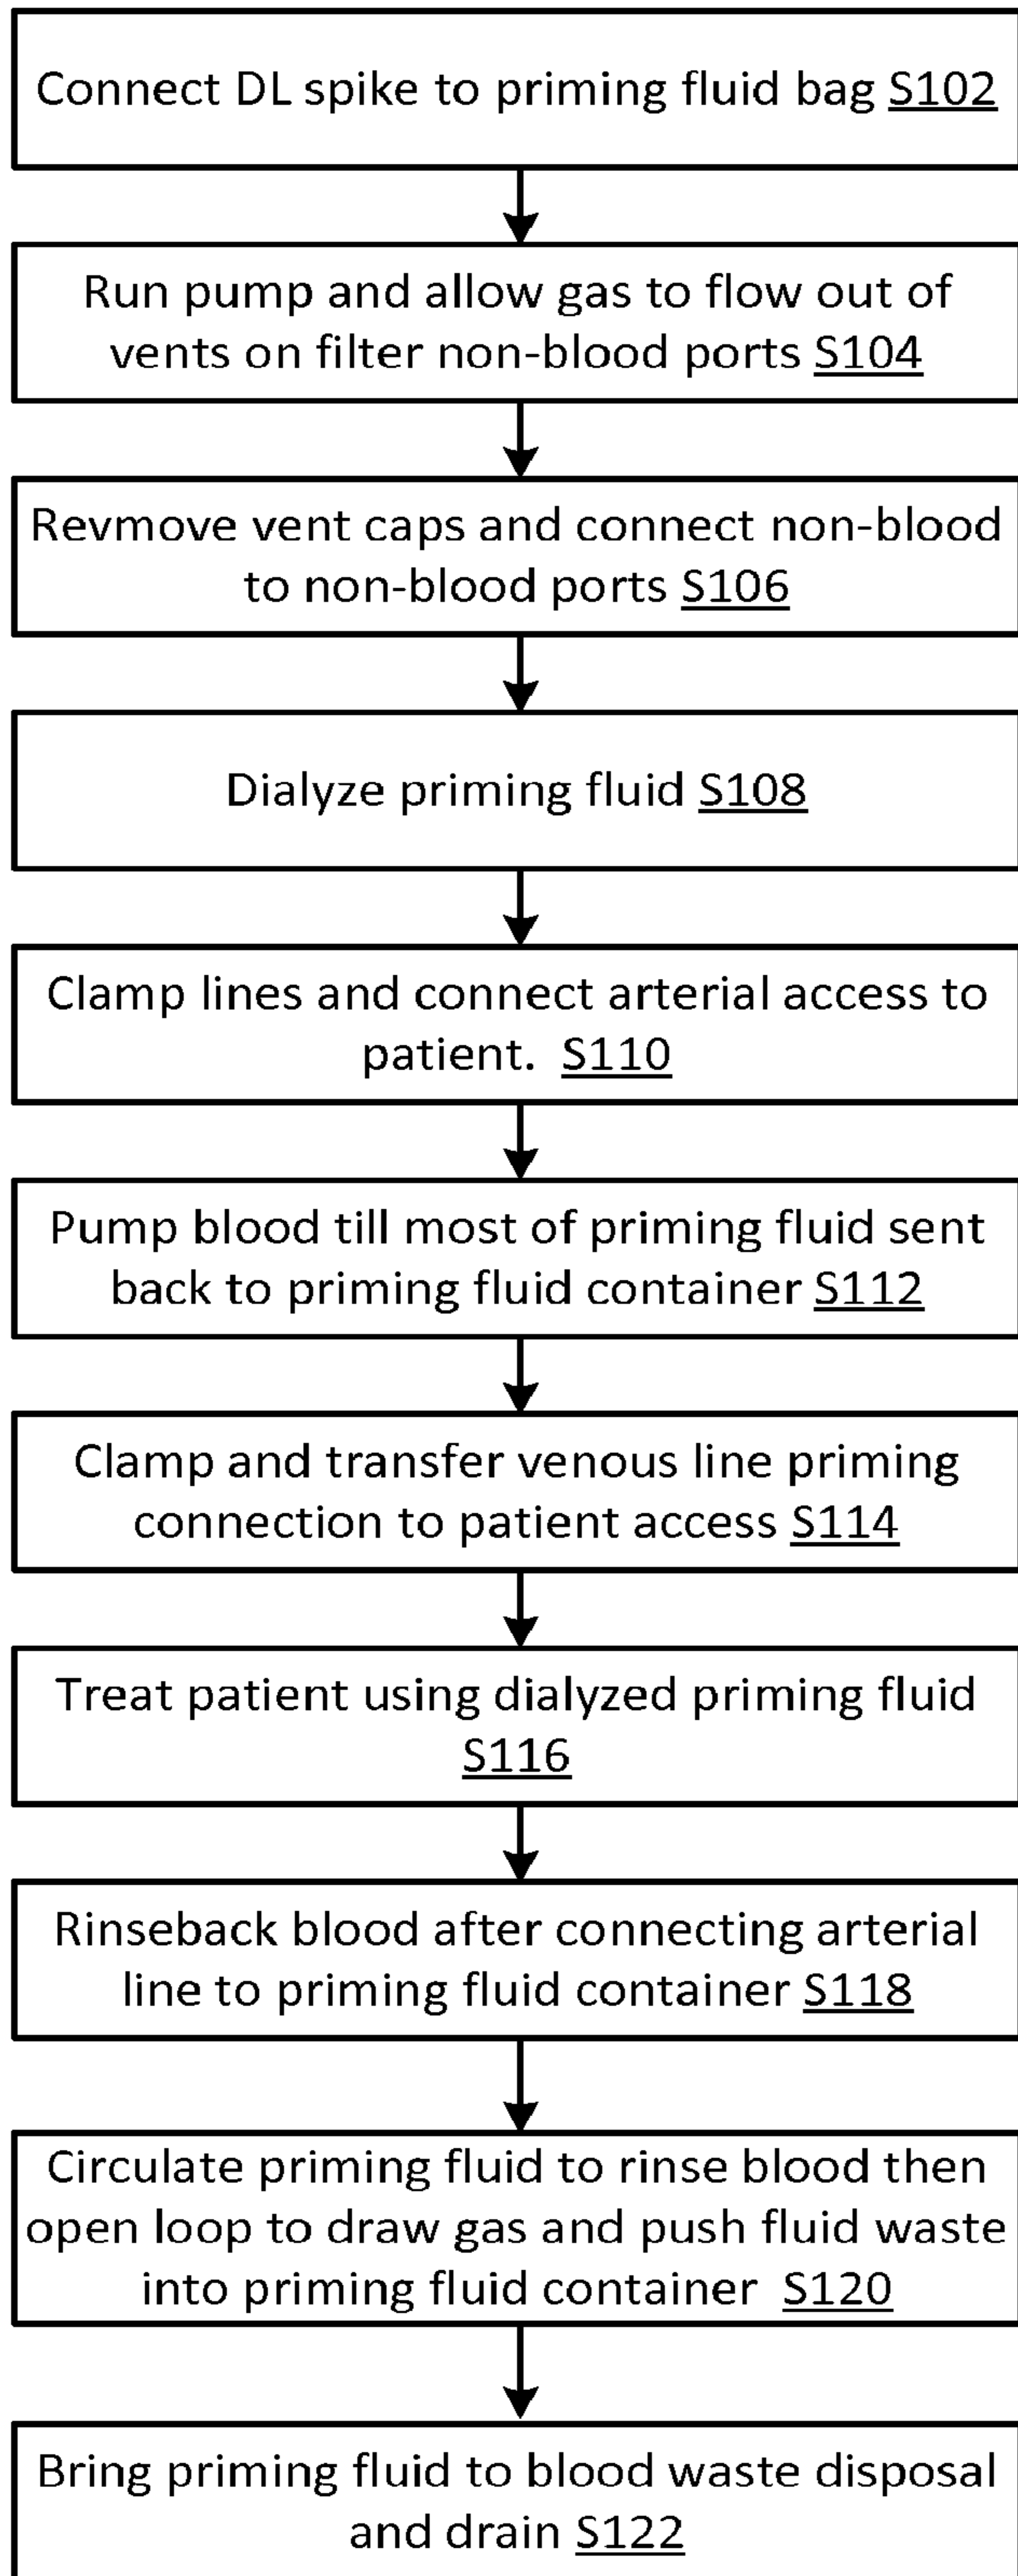 Connect DL spike to priming fluid bag S102
Run pump and allow gas to flow out of
vents on filter non-blood ports S104
Revmove vent caps and connect non-blood
to non-blood ports S106
Dialyze priming fluid S108
Clamp lines and connect arterial access to
patient. S110
Pump blood till most of priming fluid sent
back to priming fluid container S112
Clamp and transfer venous line priming
connection to patient access S114
Treat patient using dialyzed priming fluid
S116
Rinseback blood after connecting arterial
line to priming fluid container S118
Circulate priming fluid to rinse blood then
open loop to draw gas and push fluid waste
into priming fluid container S120
Bring priming fluid to blood waste disposal
and drain S122